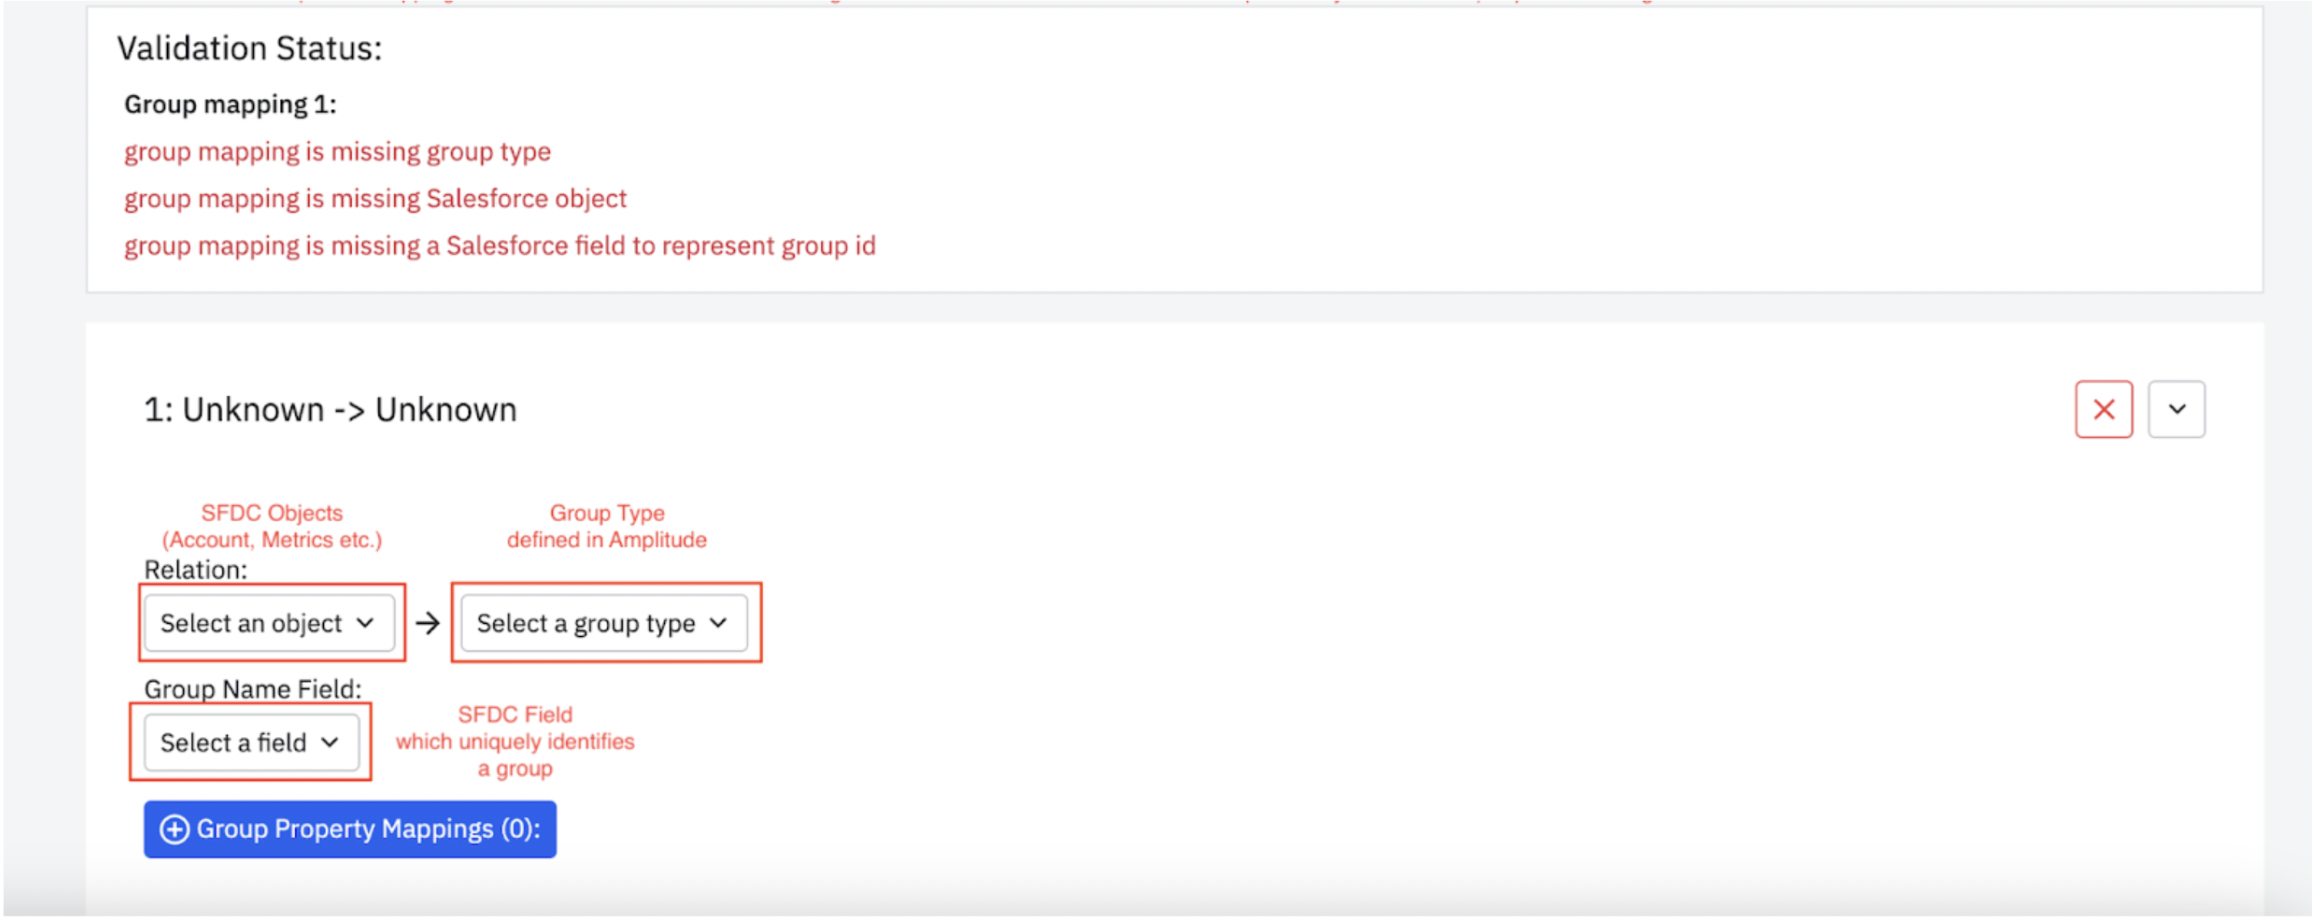 Validation Status:
Group mapping 1:
group mapping is missing group type
group mapping is missing Salesforce object
group mapping is missing a Salesforce field to represent group id
1: Unknown -> Unknown
SFDC Objects
(Account, Metrics etc.)
Group Type
defined in Amplitude
Relation:
Select an object
Select a group type
Group Name Field:
Select a field
SFDC Field
which uniquely identifies
a group
Group Property Mappings (0):